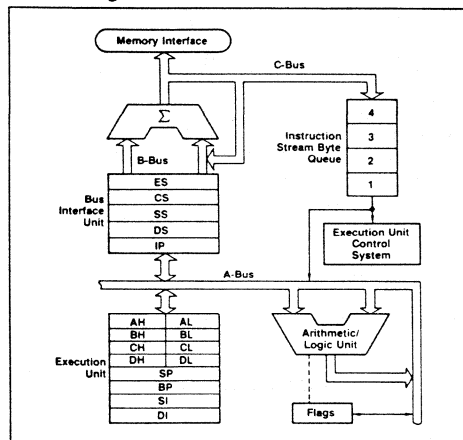 Memory Interface
C-Bus
Σ
B-Bus
Instruction
Stream Byte
Queue
4
3
2
1
Bus
Interface
Unit
ES
CS
SS
DS
IP
Execution Unit
Control
System
A-Bus
Execution
Unit
AH AL
BH BL
CH CL
DH DL
SP
BP
SI
DI
Arithmetic/
Logic Unit
Flags